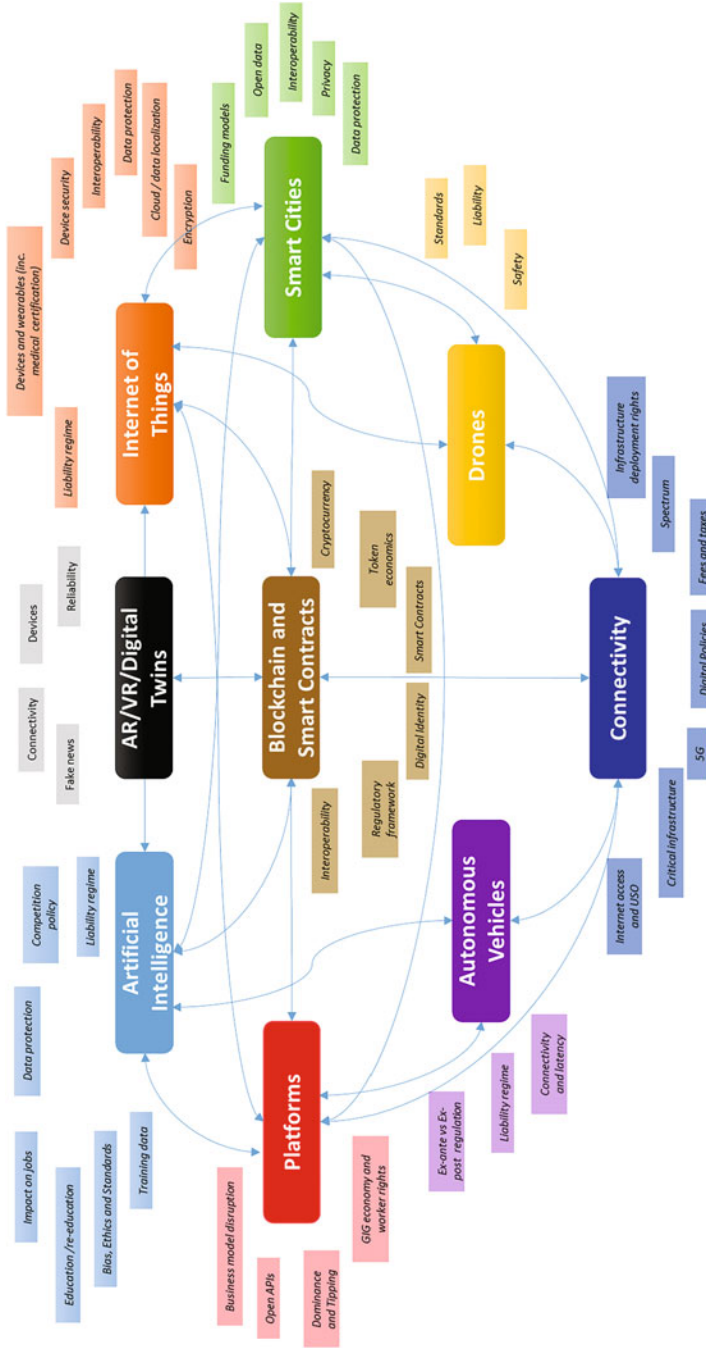 Impact on jobs
Education /re-education
Bias, Ethics and Standards
Training data
Data protection
Competition
policy
Liability regime
Artificial
Intelligence
Connectivity
Devices
Fake news
Reliability
AR/VR/Digital
Twins
Devices and wearables (inc.
medical certification)
Liability regime
Device security
Interoperability
Data protection
Cloud / data localization
Encryption
Internet of
Things
Business model disruption
Open APIs
Dominance
and Tipping
GIG economy and
worker rights
Platforms
Blockchain and
Smart Contracts
Interoperability
Regulatory
framework
Digital Identity
Smart Contracts
Token
economics
Cryptocurrency
Smart Cities
Funding models
Open data
Interoperability
Privacy
Data protection
Autonomous
Vehicles
Ex-ante vs Ex-
post regulation
Liability regime
Connectivity
and latency
Drones
Standards
Liability
Safety
Connectivity
Internet access
and USO
Critical infrastructure
5G
Digital Policies
Fees and taxes
Spectrum
Infrastructure
deployment rights